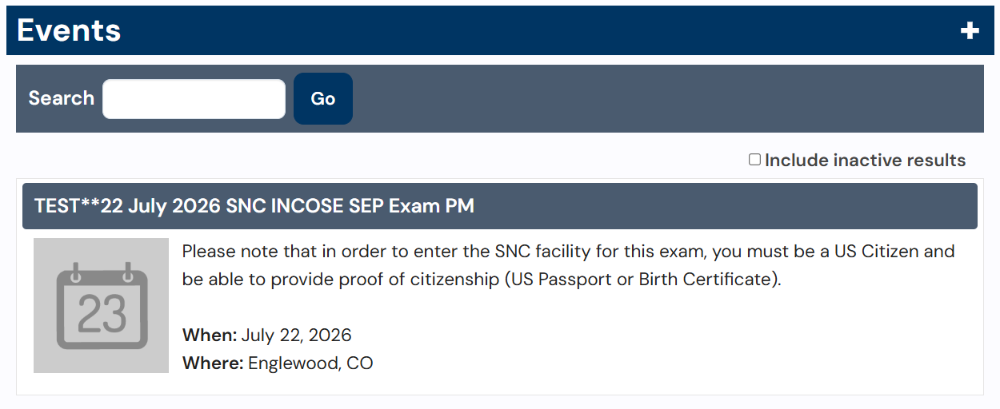 Events
Search Go
Include inactive results
TEST**22 July 2026 SNC INCOSE SEP Exam PM
Please note that in order to enter the SNC facility for this exam, you must be a US Citizen and
be able to provide proof of citizenship (US Passport or Birth Certificate).
23
When: July 22, 2026
Where: Englewood, CO